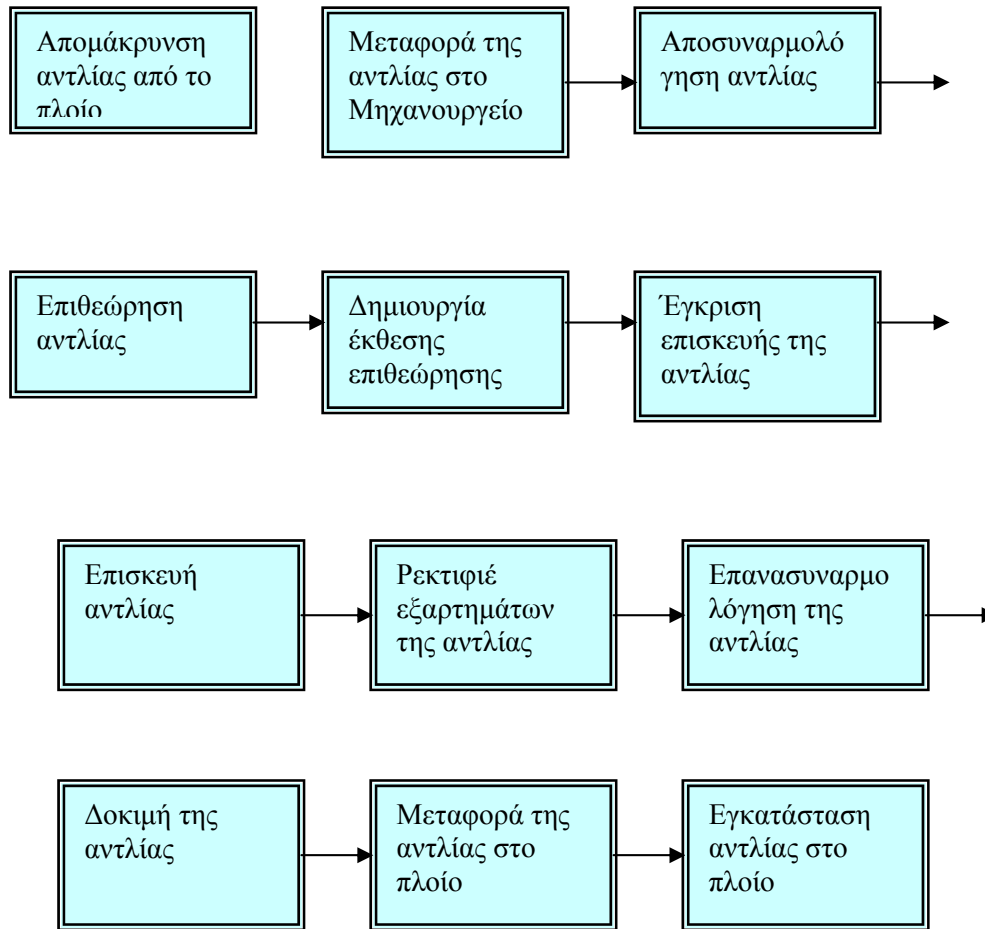 Απομάκρυνση
αντλίας από το
πλοίο
Μεταφορά της
αντλίας στο
Μηχανουργείο
Αποσυναρμολό
γηση αντλίας
Επιθεώρηση
αντλίας
Δημιουργία
έκθεσης
επιθεώρησης
Έγκριση
επισκευής της
αντλίας
Επισκευή
αντλίας
Ρεκτιφιέ
εξαρτημάτων
της αντλίας
Επανασυναρμο
λόγηση της
αντλίας
Δοκιμή της
αντλίας
Μεταφορά της
αντλίας στο
πλοίο
Εγκατάσταση
αντλίας στο
πλοίο